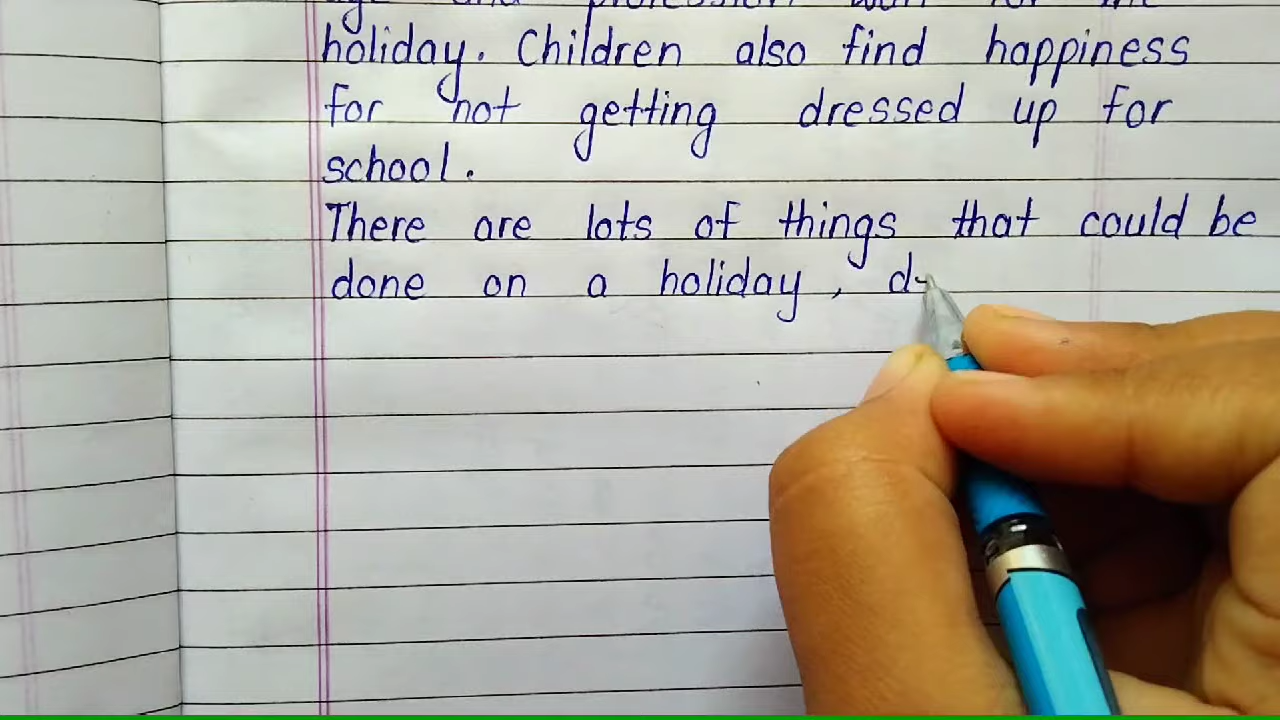 holiday. Children also find happiness
for not getting dressed up for
school.
There are lots of things that could be
done on a holiday, d